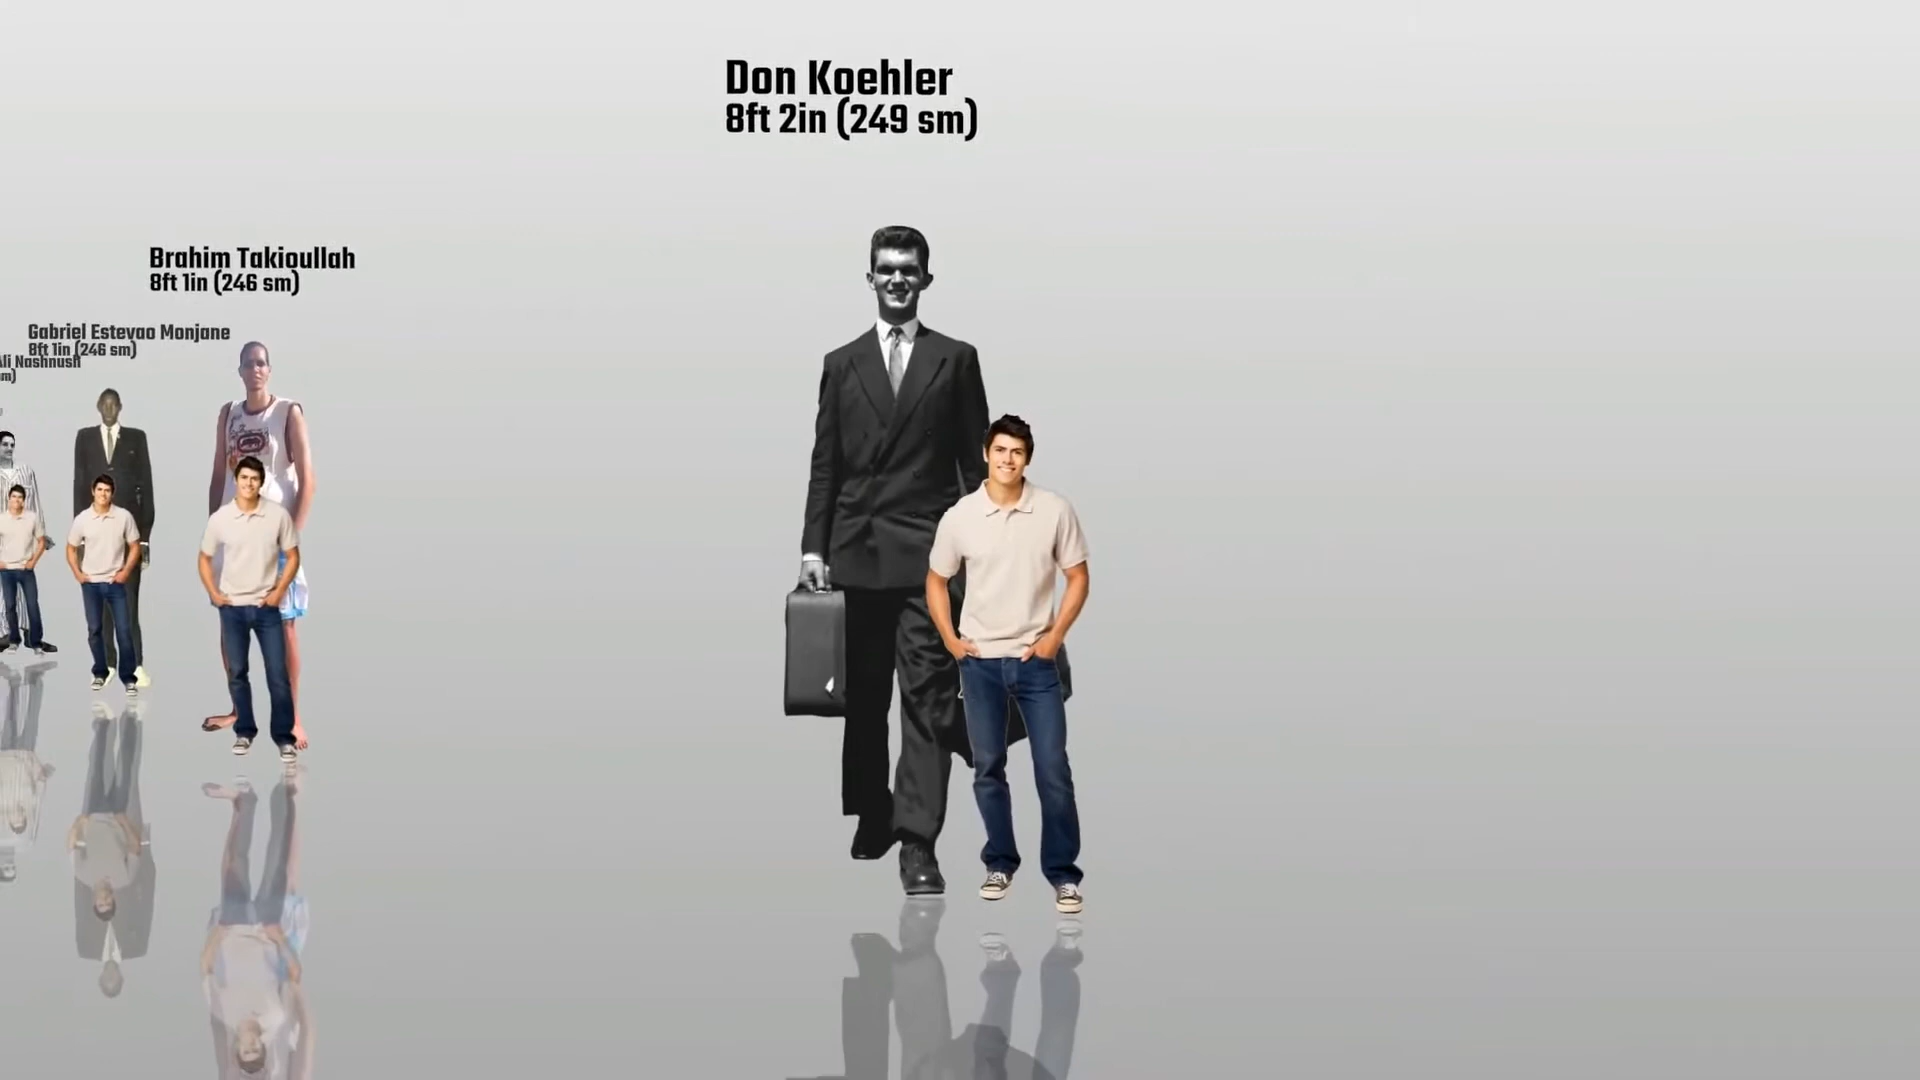 Don Koehler
8ft 2in (249 sm)
Brahim Takioullah
8ft 1in (246 sm)
Gabriel Estevao Monjane
8ft 1in (246 sm)
Ali Nashnush